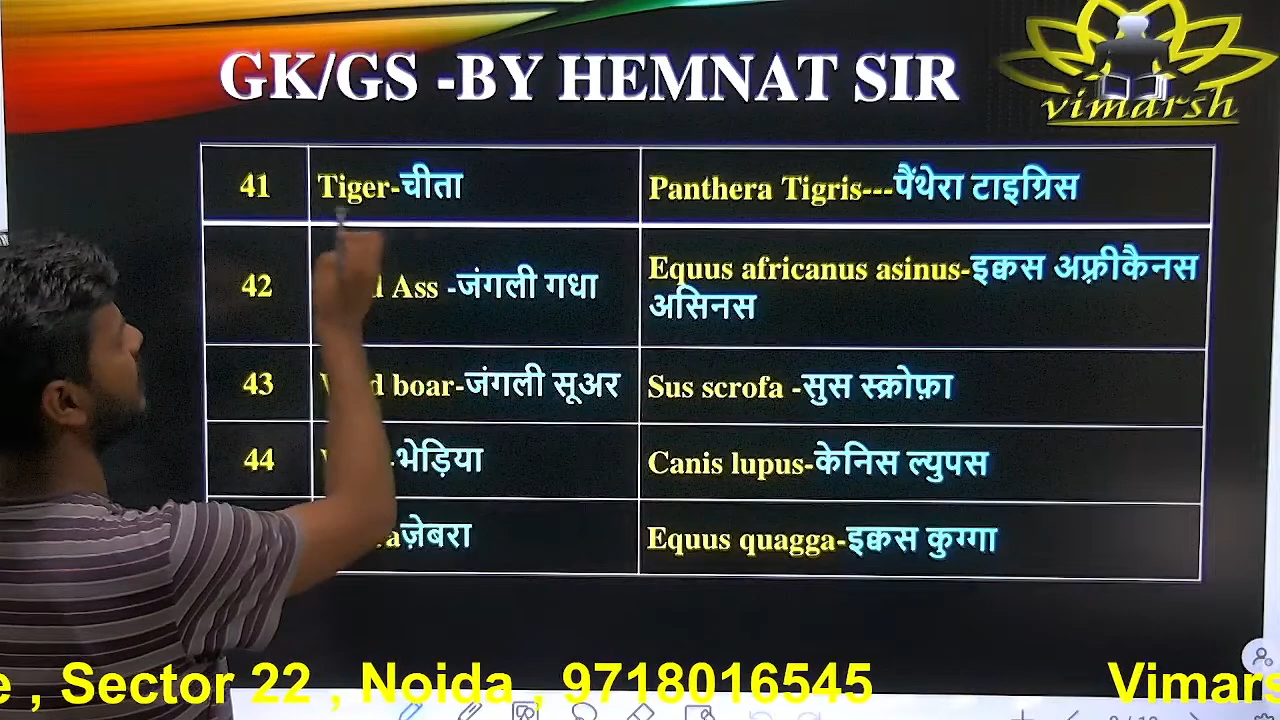 GK/GS -BY HEMNAT SIR
vimarsh
41 Tiger-चीता Panthera Tigris---पैंथेरा टाइग्रिस
42 Ass -जंगली गधा Equus africanus asinus-इक्वस अफ़्रीकैनस
असिनस
43 boar-जंगली सूअर Sus scrofa -सुस स्क्रोफ़ा
44 -भेड़िया Canis lupus-केनिस ल्युपस
ज़ेबरा Equus quagga-इक्वस कुग्गा
, Sector 22 , Noida , 9718016545